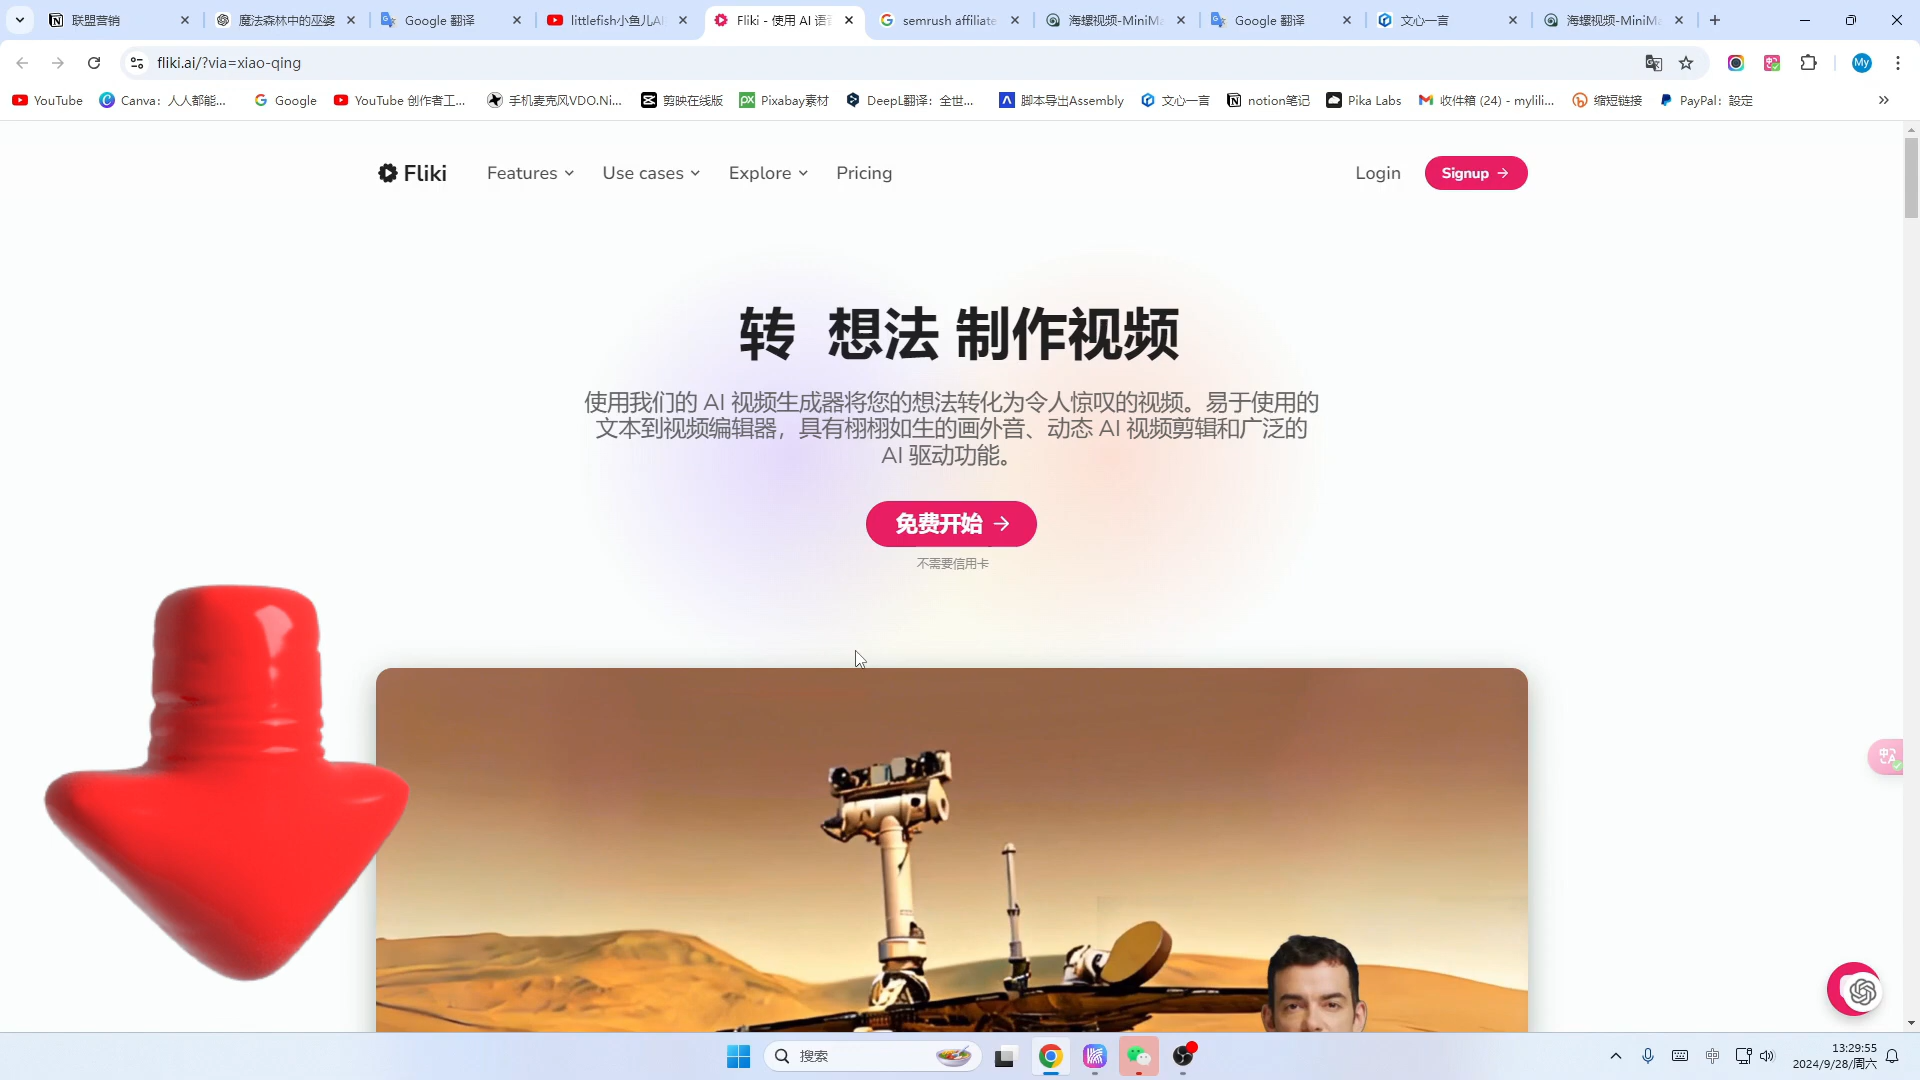 联盟营销
魔法森林中的巫婆
Google 翻译
littlefish小鱼儿AI
Fliki - 使用 AI 语音
semrush affiliate
海螺视频-MiniMa
Google 翻译
文心一言
海螺视频-MiniMa
fliki.ai/?via=xiao-qing
My
YouTube
Canva：人人都能...
Google
YouTube 创作者工...
手机麦克风VDO.Ni...
剪映在线版
Pixabay素材
DeepL翻译：全世...
脚本导出Assembly
文心一言
notion笔记
Pika Labs
收件箱 (24) - mylili...
缩短链接
PayPal：設定
Fliki
Features
Use cases
Explore
Pricing
Login
Signup →
转 想法 制作视频
使用我们的 AI 视频生成器将您的想法转化为令人惊叹的视频。易于使用的
文本到视频编辑器，具有栩栩如生的画外音、动态 AI 视频剪辑和广泛的
AI 驱动功能。
免费开始 →
不需要信用卡
搜索
中
13:29:55
2024/9/28/周六